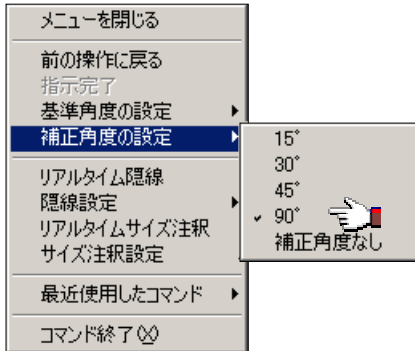 メニューを閉じる
前の操作に戻る
指示完了
基準角度の設定
補正角度の設定
リアルタイム隠線
隠線設定
リアルタイムサイズ注釈
サイズ注釈設定
最近使用したコマンド
コマンド終了(X)
15°
30°
45°
90°
補正角度なし